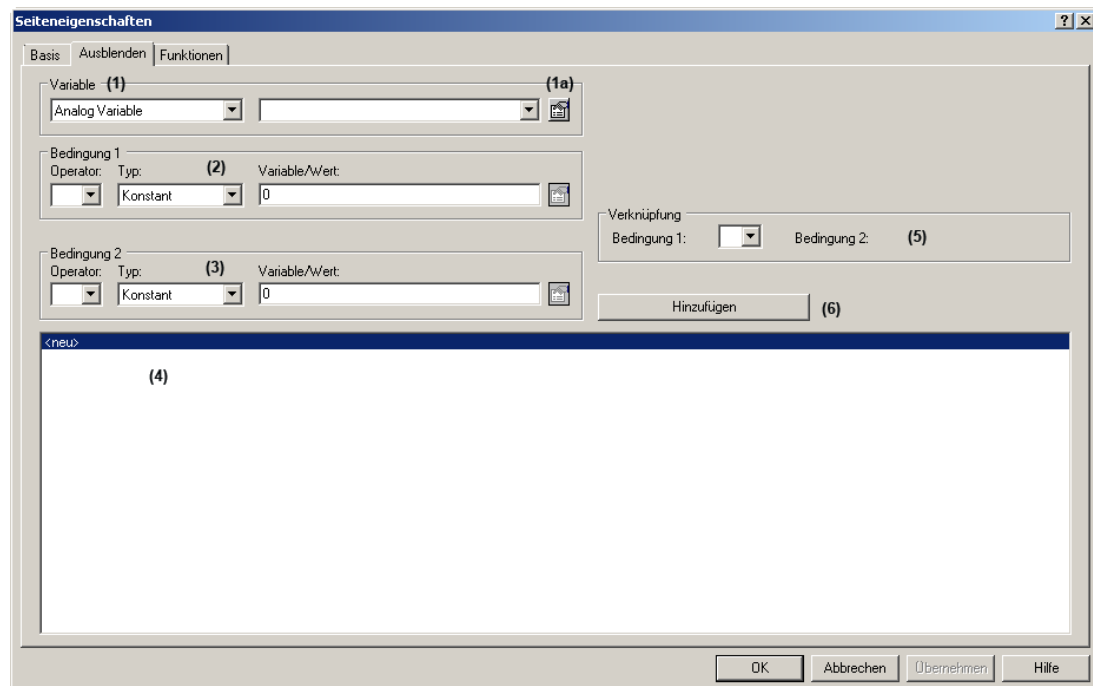 Seiteneigenschaften
Basis Ausblenden Funktionen
Variable (1) (1a)
Analog Variable
Bedingung 1
Operator: Typ: (2) Variable/Wert:
Konstant 0
Verknüpfung
Bedingung 1: Bedingung 2: (5)
Bedingung 2
Operator: Typ: (3) Variable/Wert:
Konstant 0
Hinzufügen (6)
<neu>
(4)
OK Abbrechen Übernehmen Hilfe